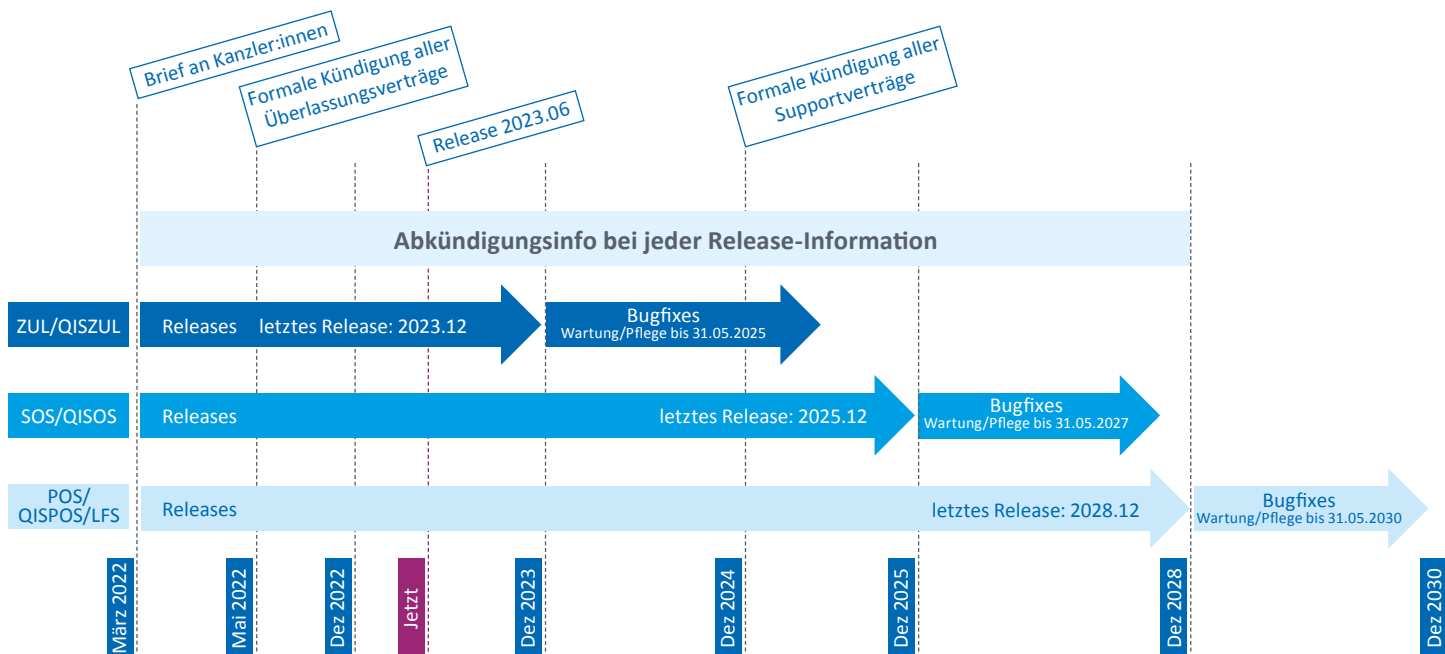 Brief an Kanzler:innen
Formale Kündigung aller
Überlassungsverträge
Release 2023.06
Formale Kündigung aller
Supportverträge
Abkündigungsinfo bei jeder Release-Information
ZUL/QISZUL
Releases
letztes Release: 2023.12
Bugfixes
Wartung/Pflege bis 31.05.2025
SOS/QISOS
Releases
letztes Release: 2025.12
Bugfixes
Wartung/Pflege bis 31.05.2027
POS/
QISPOS/LFS
Releases
letztes Release: 2028.12
Bugfixes
Wartung/Pflege bis 31.05.2030
März 2022
Mai 2022
Dez 2022
Jetzt
Dez 2023
Dez 2024
Dez 2025
Dez 2028
Dez 2030